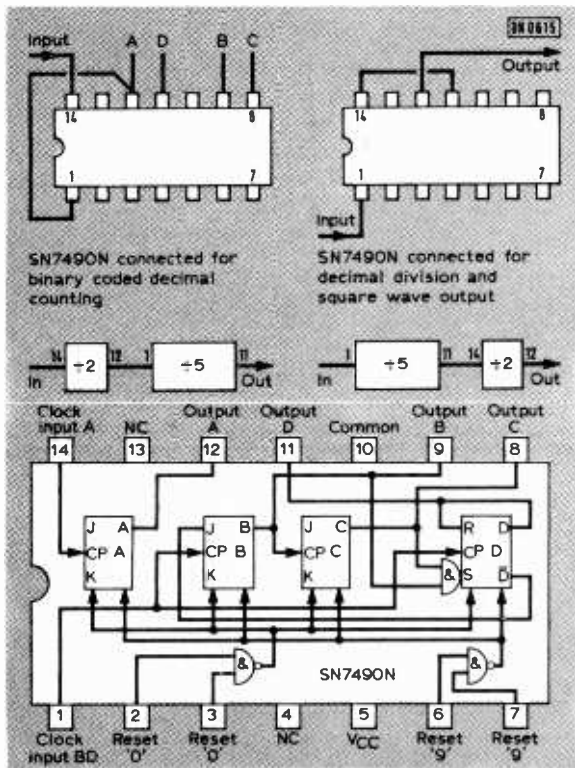 DN0615
Input A D B C
Output
14 8
14 8
1 7
1 7
Input
SN7490N connected for
binary coded decimal
counting
SN7490N connected for
decimal division and
square wave output
14 ÷2 12 1 ÷5 11
In Out
1 ÷5 11 14 ÷2 12
In Out
Clock
input A
NC
Output
A
Output
D
Common
Output
B
Output
C
14 13 12 11 10 9 8
J A
CP A
K
J B
CP B
K
J C
CP C
K
R D
CP D
S D̅
&
&
&
SN7490N
1 2 3 4 5 6 7
Clock
input BD
Reset
'0'
Reset
'0'
NC
VCC
Reset
'9'
Reset
'9'